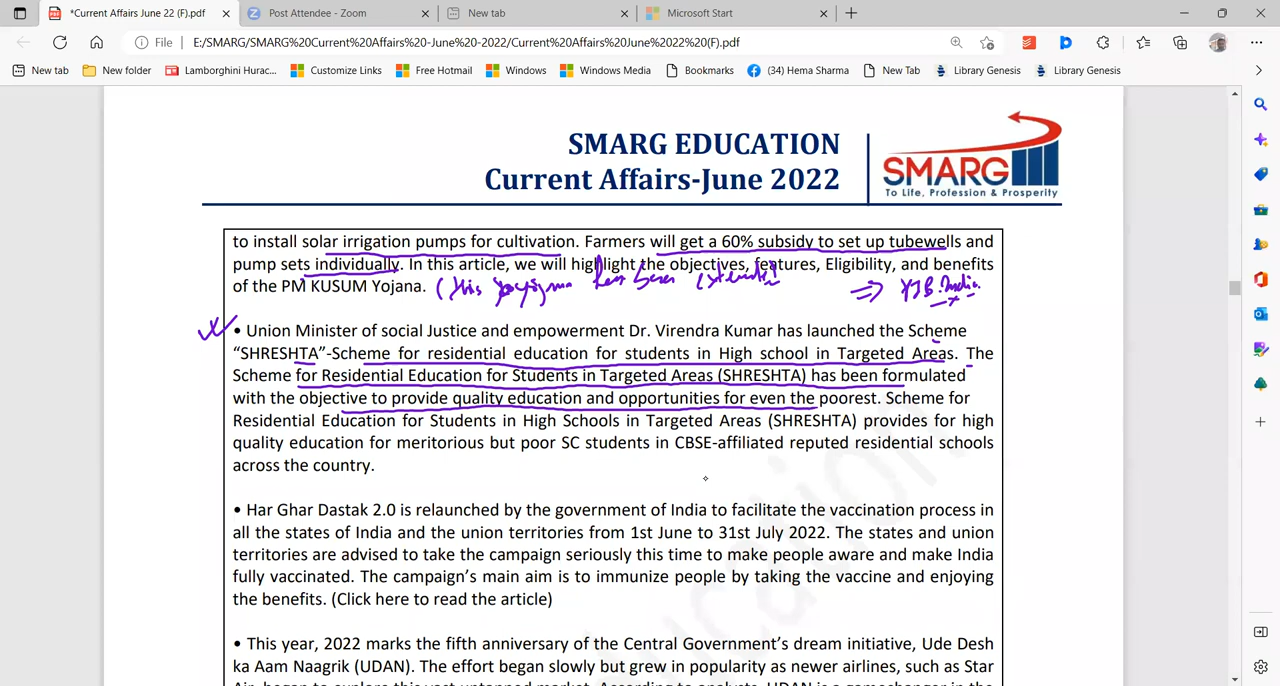 *Current Affairs June 22 (F).pdf
Post Attendee - Zoom
New tab
Microsoft Start
File
E:/SMARG/SMARG%20Current%20Affairs%20-June%20-2022/Current%20Affairs%20June%2022%20(F).pdf
New tab
New folder
Lamborghini Hurac...
Customize Links
Free Hotmail
Windows
Windows Media
Bookmarks
(34) Hema Sharma
New Tab
Library Genesis
Library Genesis
SMARG EDUCATION
Current Affairs-June 2022
SMARG
To Life, Profession & Prosperity
to install solar irrigation pumps for cultivation. Farmers will get a 60% subsidy to set up tubewells and
pump sets individually. In this article, we will highlight the objectives, features, Eligibility, and benefits
of the PM KUSUM Yojana.
(this has been extended)
• Union Minister of social Justice and empowerment Dr. Virendra Kumar has launched the Scheme
“SHRESHTA”-Scheme for residential education for students in High school in Targeted Areas. The
Scheme for Residential Education for Students in Targeted Areas (SHRESHTA) has been formulated
with the objective to provide quality education and opportunities for even the poorest. Scheme for
Residential Education for Students in High Schools in Targeted Areas (SHRESHTA) provides for high
quality education for meritorious but poor SC students in CBSE-affiliated reputed residential schools
across the country.
• Har Ghar Dastak 2.0 is relaunched by the government of India to facilitate the vaccination process in
all the states of India and the union territories from 1st June to 31st July 2022. The states and union
territories are advised to take the campaign seriously this time to make people aware and make India
fully vaccinated. The campaign’s main aim is to immunize people by taking the vaccine and enjoying
the benefits. (Click here to read the article)
• This year, 2022 marks the fifth anniversary of the Central Government’s dream initiative, Ude Desh
ka Aam Naagrik (UDAN). The effort began slowly but grew in popularity as newer airlines, such as Star